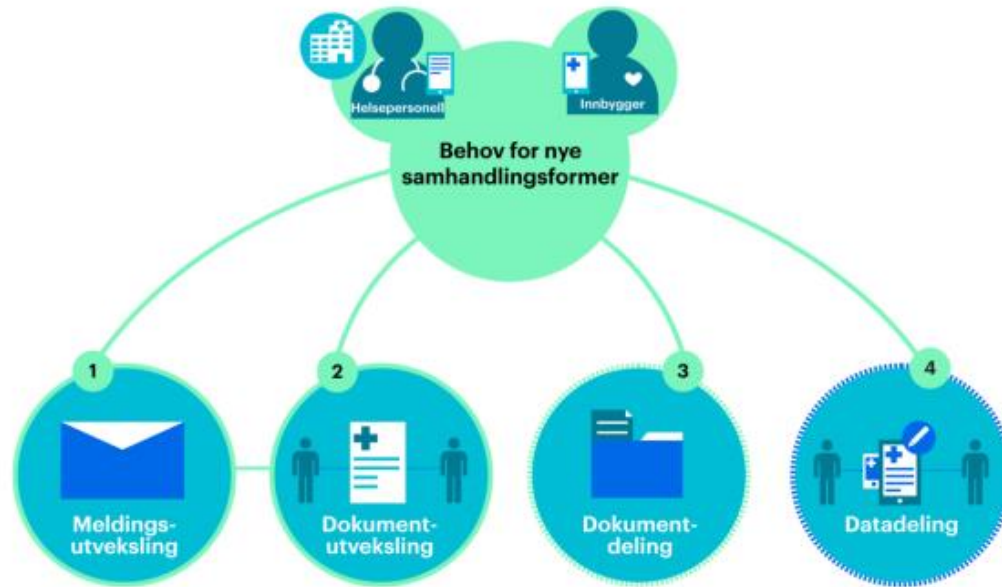 Helsepersonell
Innbygger
Behov for nye
samhandlingsformer
1
2
3
4
Meldings-
utveksling
Dokument-
utveksling
Dokument-
deling
Datadeling